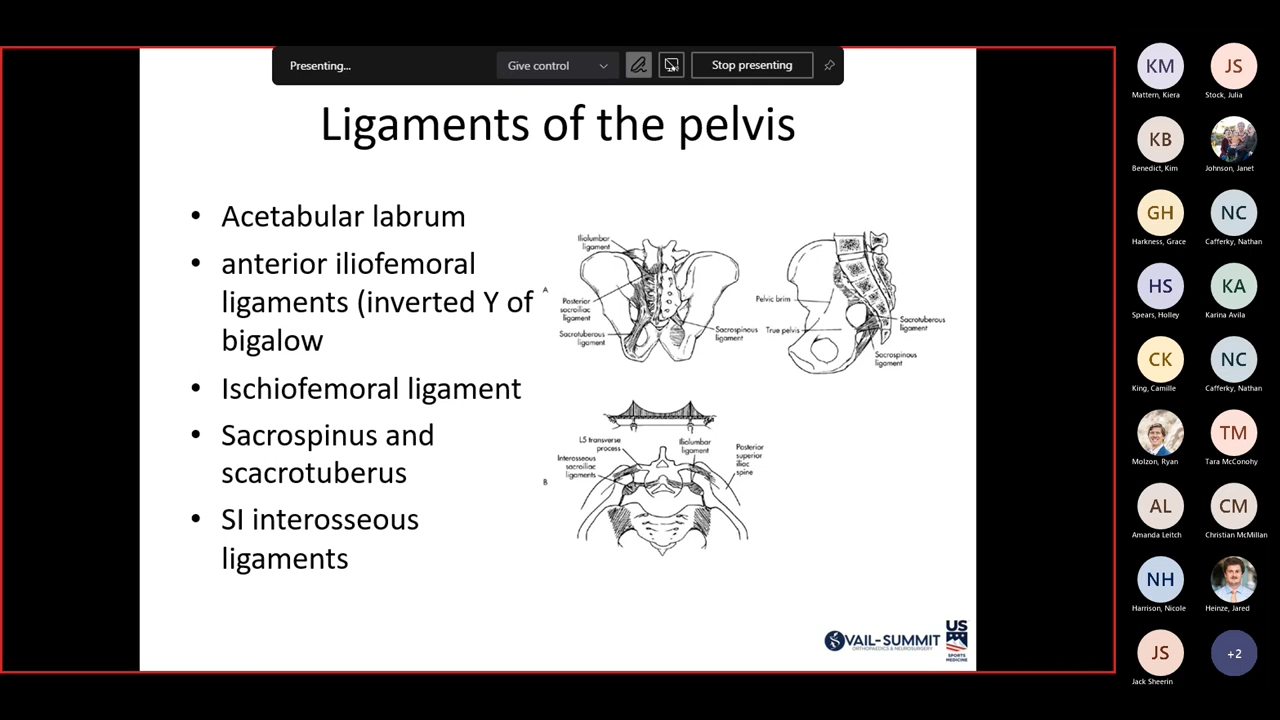 Presenting...
Give control
Stop presenting
Ligaments of the pelvis
• Acetabular labrum
• anterior iliofemoral
ligaments (inverted Y of
bigalow
• Ischiofemoral ligament
• Sacrospinus and
scacrotuberus
• SI interosseous
ligaments
A
Iliolumbar
ligament
Posterior
sacroiliac
ligament
Sacrotuberous
ligament
Sacrospinous
ligament
Pelvic brim
True pelvis
Sacrotuberous
ligament
Sacrospinous
ligament
B
L5 transverse
process
Interosseous
sacroiliac
ligaments
Iliolumbar
ligament
Posterior
superior
iliac
spine
VAIL-SUMMIT
ORTHOPAEDICS & NEUROSURGERY
US
SPORTS
MEDICINE
KM
Mattern, Kiera
JS
Stock, Julia
KB
Benedict, Kim
Johnson, Janet
GH
Harkness, Grace
NC
Cafferky, Nathan
HS
Spears, Holley
KA
Karina Avila
CK
King, Camille
NC
Cafferky, Nathan
Molzon, Ryan
TM
Tara McConohy
AL
Amanda Leitch
CM
Christian McMillan
NH
Harrison, Nicole
Heinze, Jared
JS
Jack Sheerin
+2